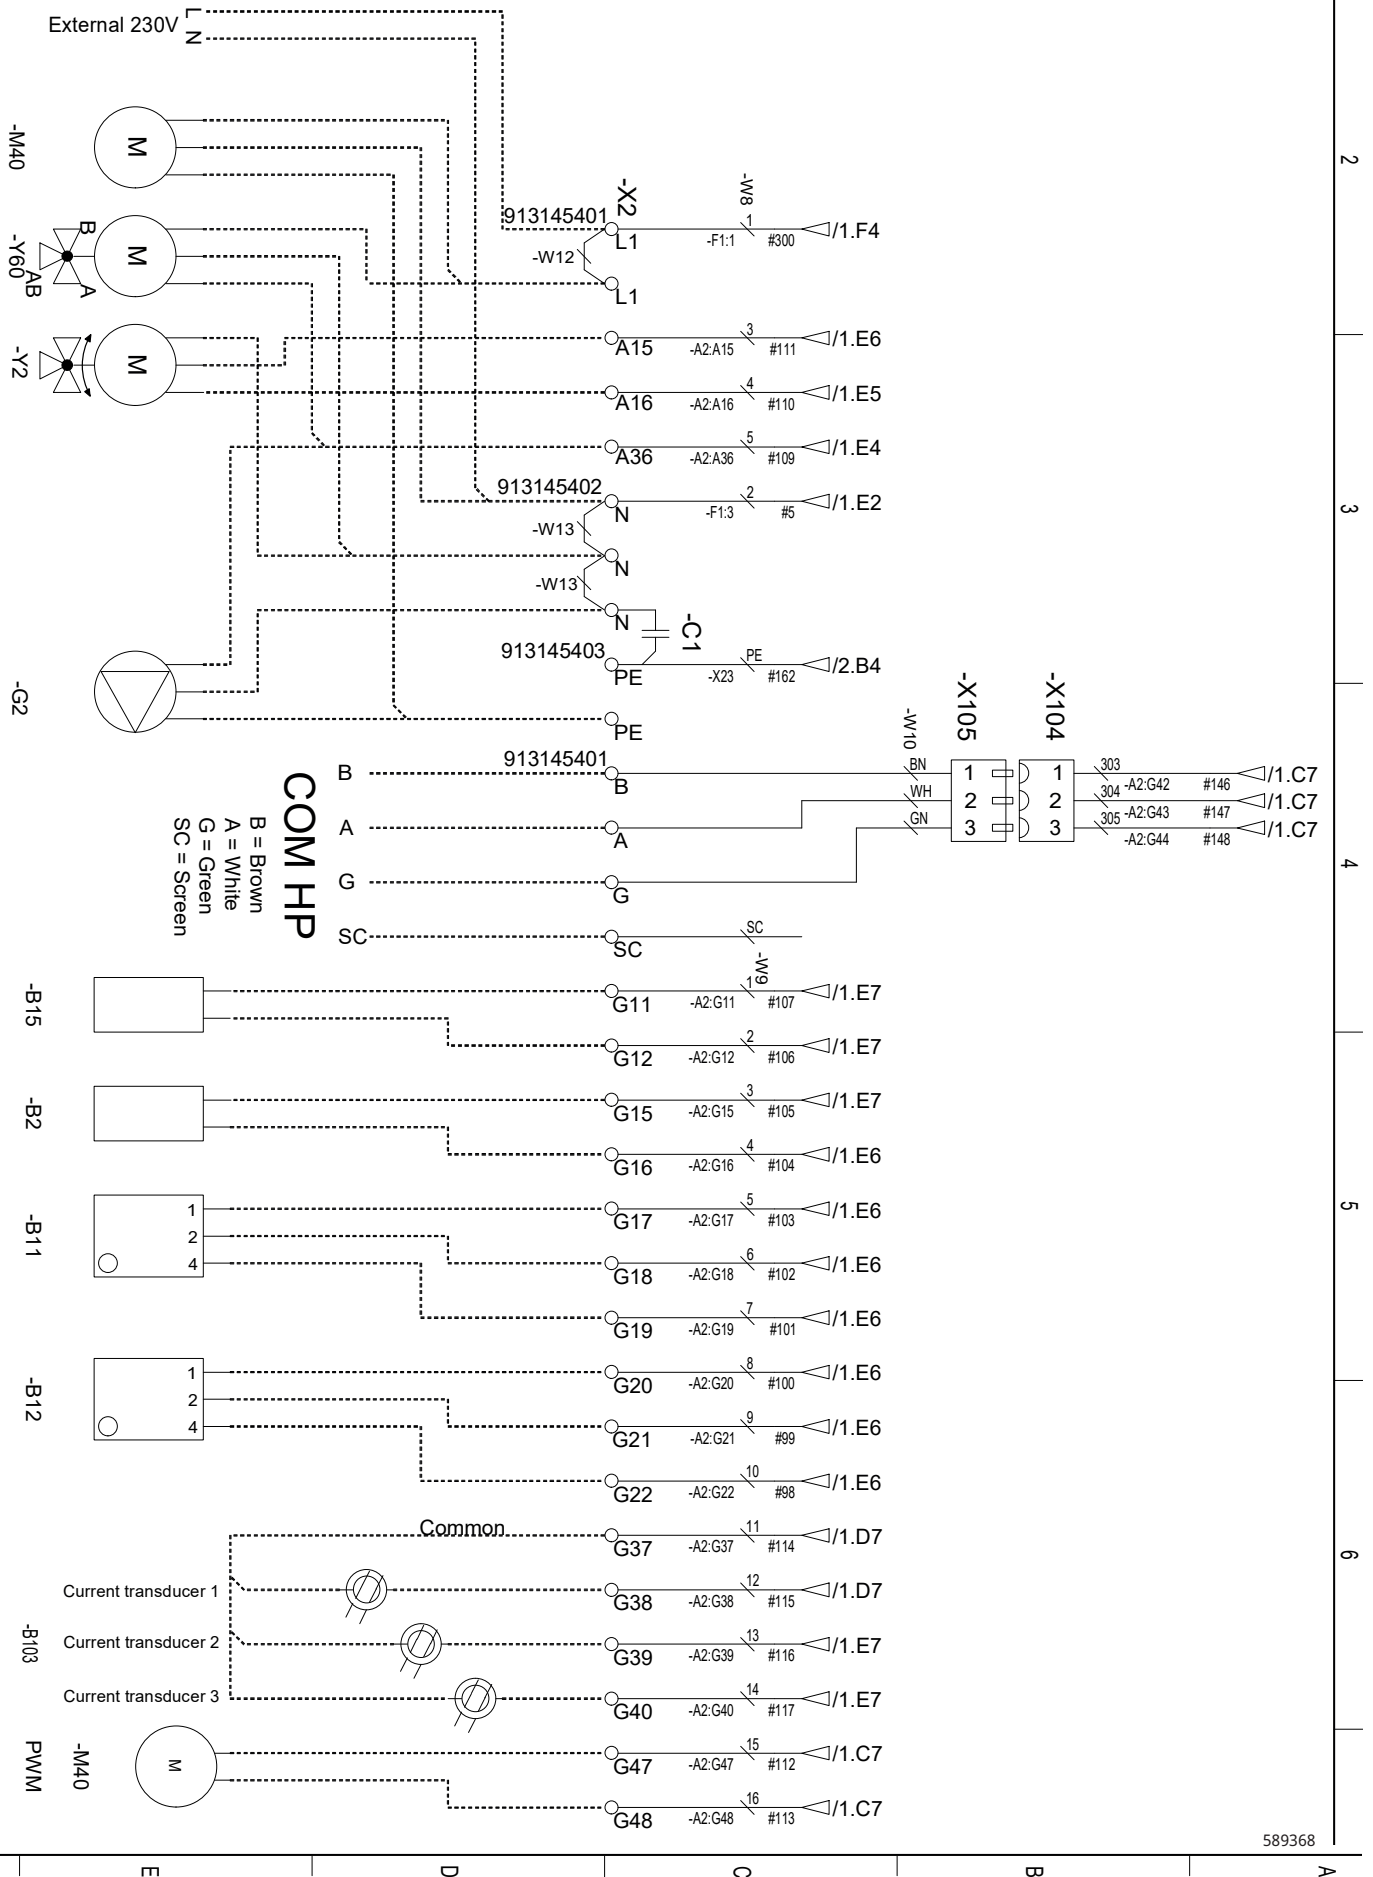 External 230V
L
N
2
-M40
M
-X2
-W8
913145401
L1
1
-F1:1
#300
/1.F4
-W12
L1
-Y60
B
A
AB
M
-Y2
M
A15
3
-A2:A15
#111
/1.E6
A16
4
-A2:A16
#110
/1.E5
A36
5
-A2:A36
#109
/1.E4
913145402
N
2
-F1:3
#5
/1.E2
3
-W13
N
-W13
N
-C1
913145403
PE
PE
-X23
#162
/2.B4
-G2
PE
-X105
-X104
-W10
B
913145401
B
BN
1
1
303
-A2:G42
#146
/1.C7
A
A
WH
2
2
304
-A2:G43
#147
/1.C7
G
G
GN
3
3
305
-A2:G44
#148
/1.C7
4
SC
SC
SC
COM HP
B = Brown
A = White
G = Green
SC = Screen
-W9
-B15
G11
1
-A2:G11
#107
/1.E7
G12
2
-A2:G12
#106
/1.E7
-B2
G15
3
-A2:G15
#105
/1.E7
G16
4
-A2:G16
#104
/1.E6
5
-B11
1
2
4
G17
5
-A2:G17
#103
/1.E6
G18
6
-A2:G18
#102
/1.E6
G19
7
-A2:G19
#101
/1.E6
-B12
1
2
4
G20
8
-A2:G20
#100
/1.E6
G21
9
-A2:G21
#99
/1.E6
G22
10
-A2:G22
#98
/1.E6
Common
G37
11
-A2:G37
#114
/1.D7
6
Current transducer 1
G38
12
-A2:G38
#115
/1.D7
-B103
Current transducer 2
G39
13
-A2:G39
#116
/1.E7
Current transducer 3
G40
14
-A2:G40
#117
/1.E7
PWM
-M40
M
G47
15
-A2:G47
#112
/1.C7
G48
16
-A2:G48
#113
/1.C7
589368
E
D
C
B
A